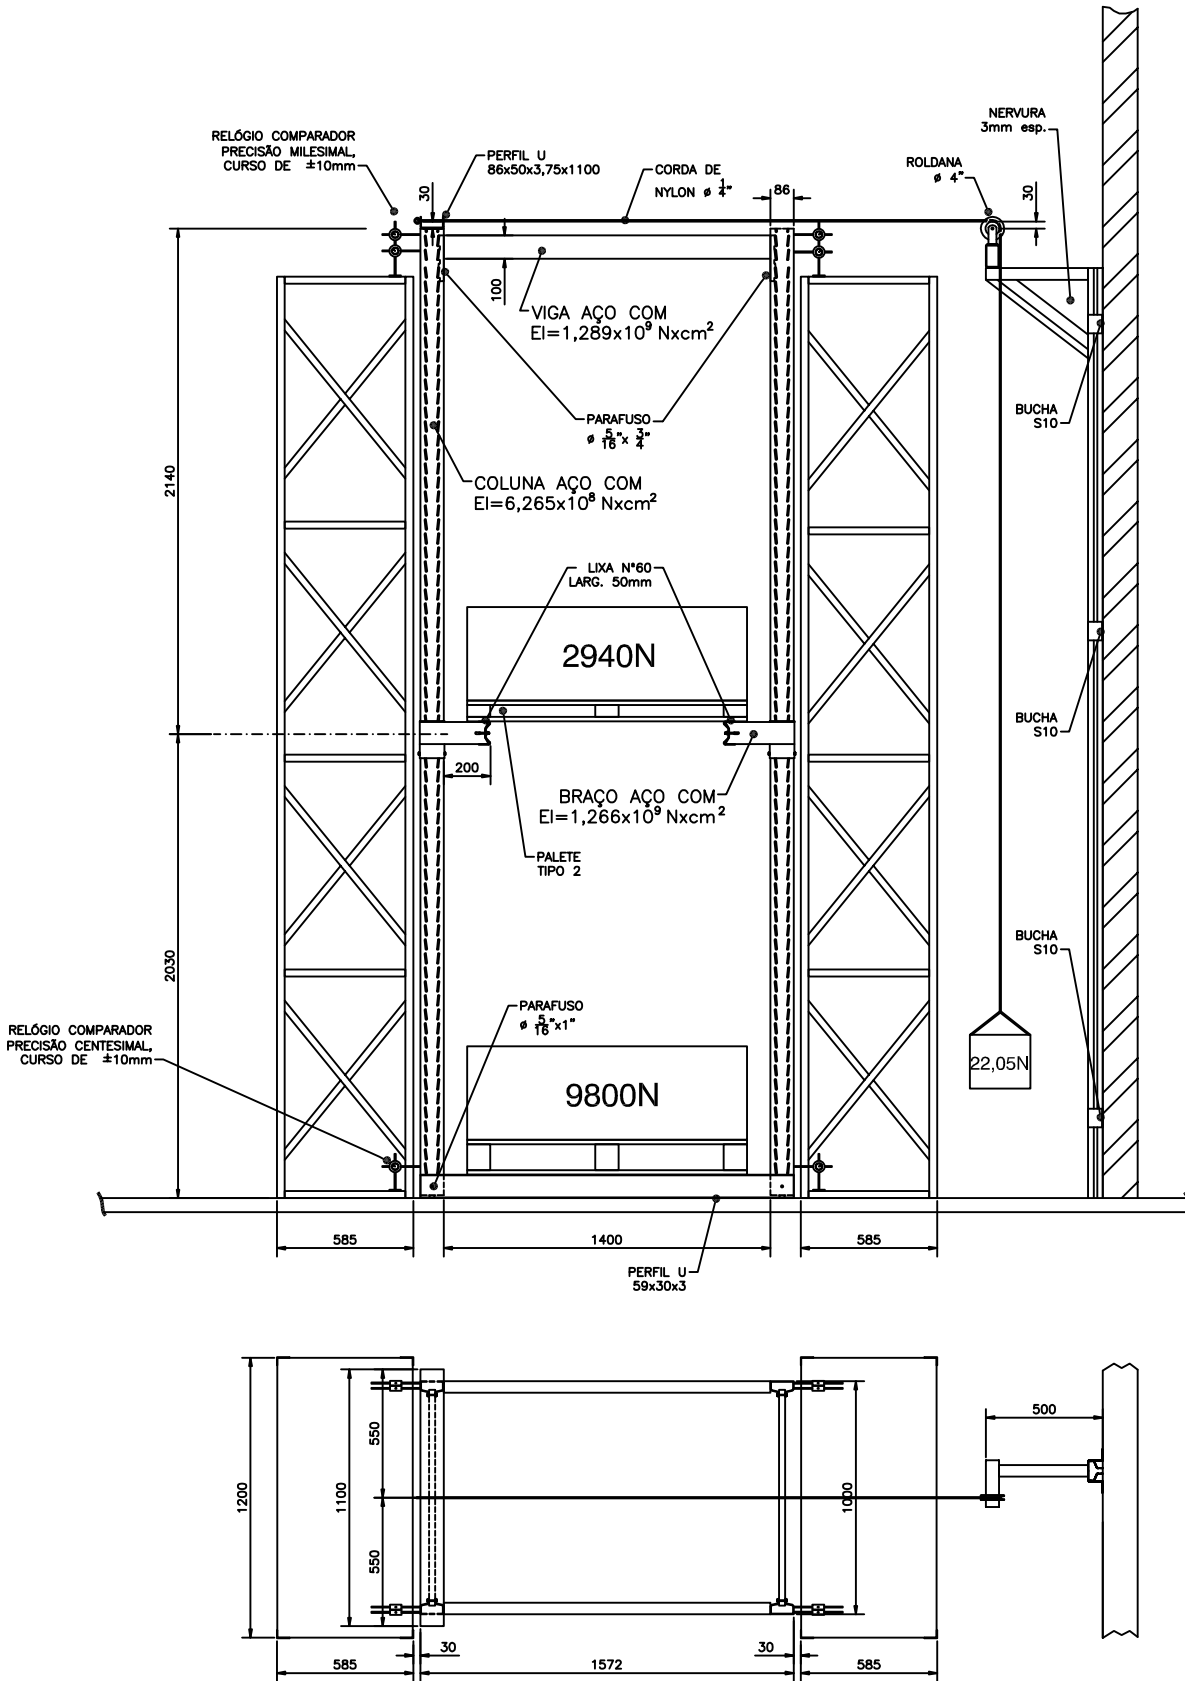 NERVURA
3mm esp.
RELÓGIO COMPARADOR
PRECISÃO MILESIMAL,
CURSO DE ±10mm
PERFIL U
86x50x3,75x1100
CORDA DE
NYLON ø 1/4"
ROLDANA
ø 4"
30
86
30
100
VIGA AÇO COM
EI=1,289x10⁹ Nxcm²
BUCHA
S10
PARAFUSO
ø 5/16"x 3/4"
2140
COLUNA AÇO COM
EI=6,265x10⁸ Nxcm²
LIXA N°60
LARG. 50mm
2940N
BUCHA
S10
200
BRAÇO AÇO COM
EI=1,266x10⁹ Nxcm²
PALETE
TIPO 2
2030
BUCHA
S10
PARAFUSO
ø 5/16"x1"
RELÓGIO COMPARADOR
PRECISÃO CENTESIMAL,
CURSO DE ±10mm
22,05N
9800N
585
1400
585
PERFIL U
59x30x3
500
550
1200
1100
1000
550
30
30
585
1572
585